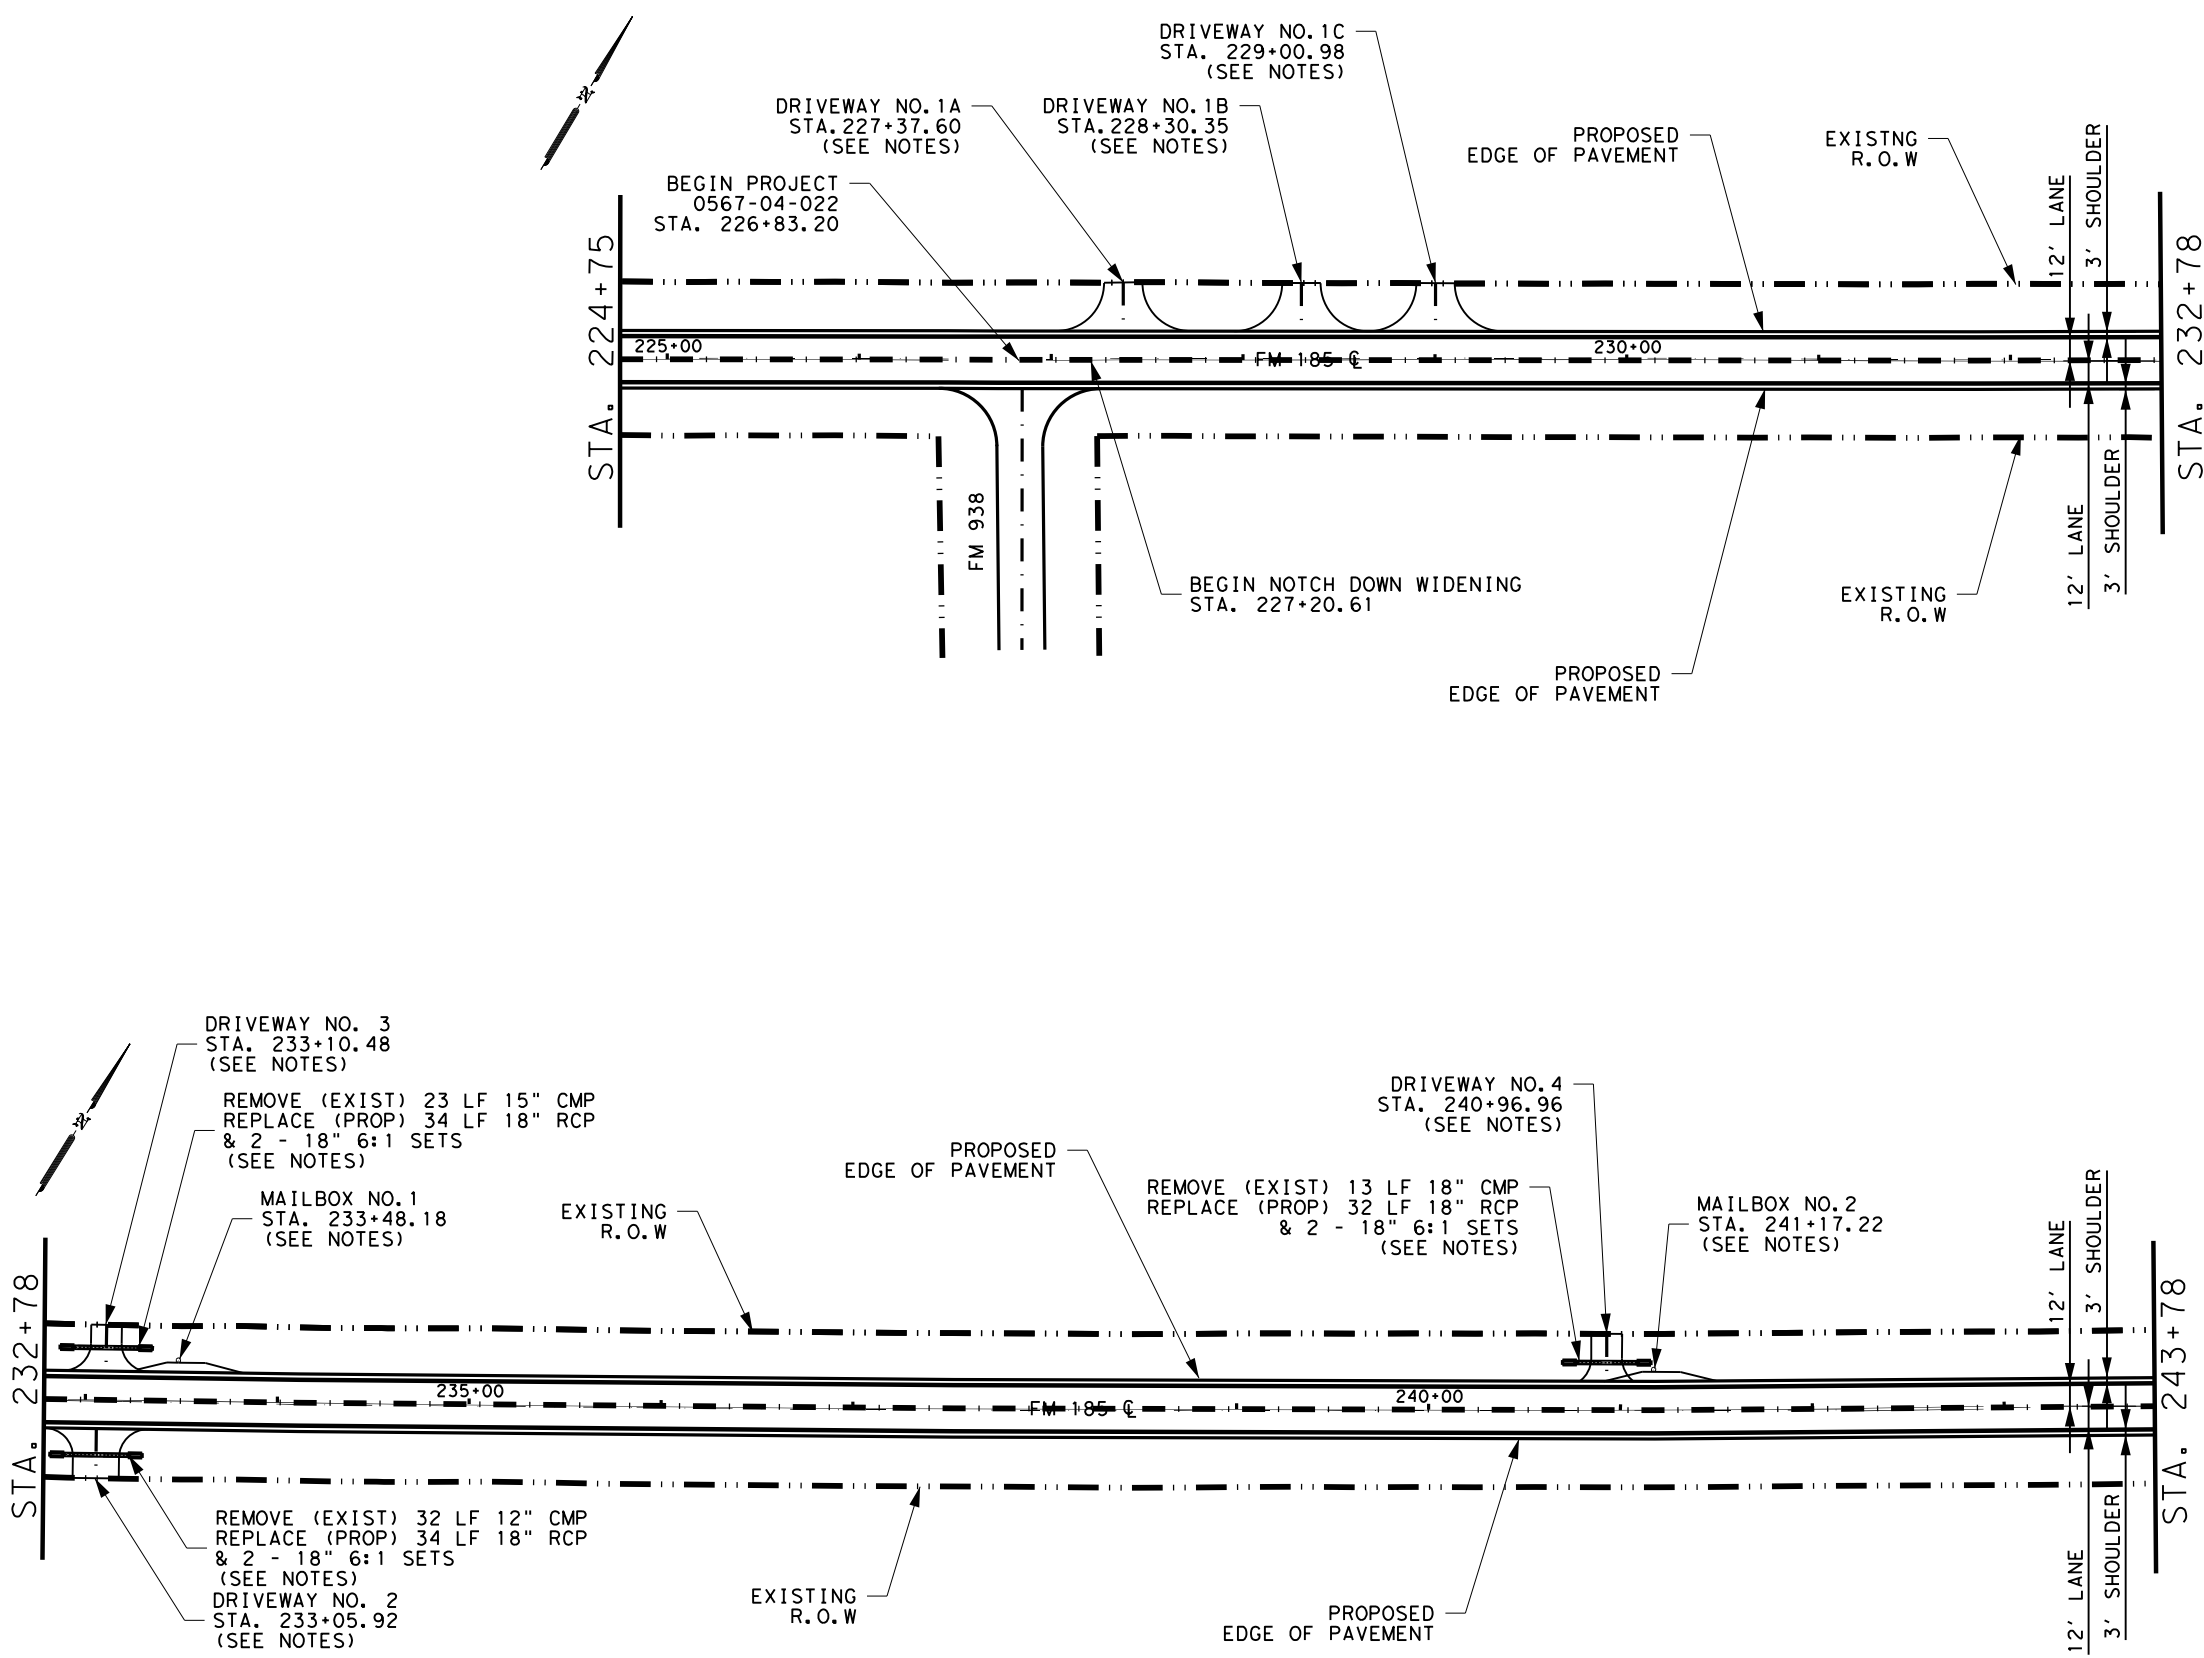 DRIVEWAY NO.1C
STA. 229+00.98
(SEE NOTES)
DRIVEWAY NO.1A
STA.227+37.60
(SEE NOTES)
DRIVEWAY NO.1B
STA.228+30.35
(SEE NOTES)
PROPOSED
EDGE OF PAVEMENT
EXISTNG
R.O.W
12' LANE
3' SHOULDER
BEGIN PROJECT
0567-04-022
STA. 226+83.20
N
STA. 224+75
STA. 232+78
225+00
FM 185 ℄
230+00
FM 938
BEGIN NOTCH DOWN WIDENING
STA. 227+20.61
EXISTING
R.O.W
12' LANE
3' SHOULDER
PROPOSED
EDGE OF PAVEMENT
DRIVEWAY NO. 3
STA. 233+10.48
(SEE NOTES)
N
REMOVE (EXIST) 23 LF 15" CMP
REPLACE (PROP) 34 LF 18" RCP
& 2 - 18" 6:1 SETS
(SEE NOTES)
MAILBOX NO.1
STA. 233+48.18
(SEE NOTES)
EXISTING
R.O.W
PROPOSED
EDGE OF PAVEMENT
DRIVEWAY NO.4
STA. 240+96.96
(SEE NOTES)
REMOVE (EXIST) 13 LF 18" CMP
REPLACE (PROP) 32 LF 18" RCP
& 2 - 18" 6:1 SETS
(SEE NOTES)
MAILBOX NO.2
STA. 241+17.22
(SEE NOTES)
12' LANE
3' SHOULDER
STA. 232+78
STA. 243+78
235+00
FM 185 ℄
240+00
REMOVE (EXIST) 32 LF 12" CMP
REPLACE (PROP) 34 LF 18" RCP
& 2 - 18" 6:1 SETS
(SEE NOTES)
DRIVEWAY NO. 2
STA. 233+05.92
(SEE NOTES)
EXISTING
R.O.W
PROPOSED
EDGE OF PAVEMENT
12' LANE
3' SHOULDER